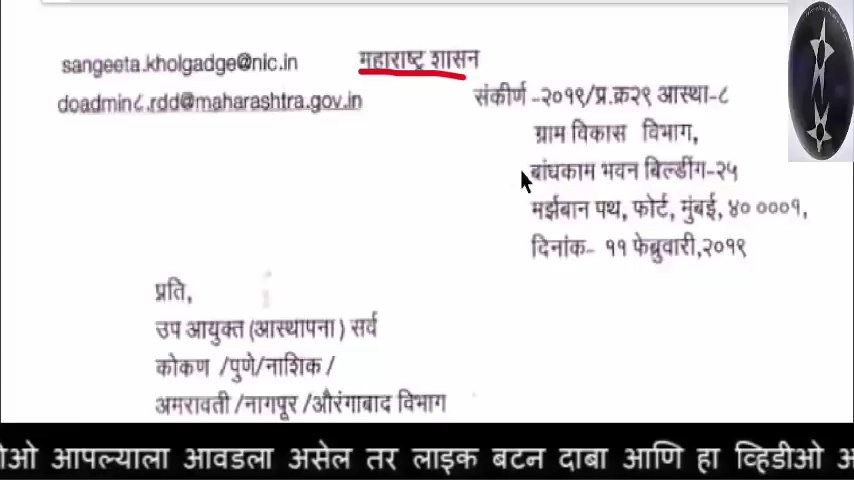 sangeeta.kholgadge@nic.in
महाराष्ट्र शासन
doadmin८.rdd@maharashtra.gov.in
संकीर्ण -२०१९/प्र.क्र२९ आस्था-८
ग्राम विकास विभाग,
बांधकाम भवन बिल्डींग-२५
मर्झबान पथ, फोर्ट, मुंबई, ४० ०००१,
दिनांक- ११ फेब्रुवारी,२०१९
प्रति,
उप आयुक्त (आस्थापना) सर्व
कोकण /पुणे/नाशिक /
अमरावती /नागपूर /औरंगाबाद विभाग
ओ आपल्याला आवडला असेल तर लाइक बटन दाबा आणि हा व्हिडीओ